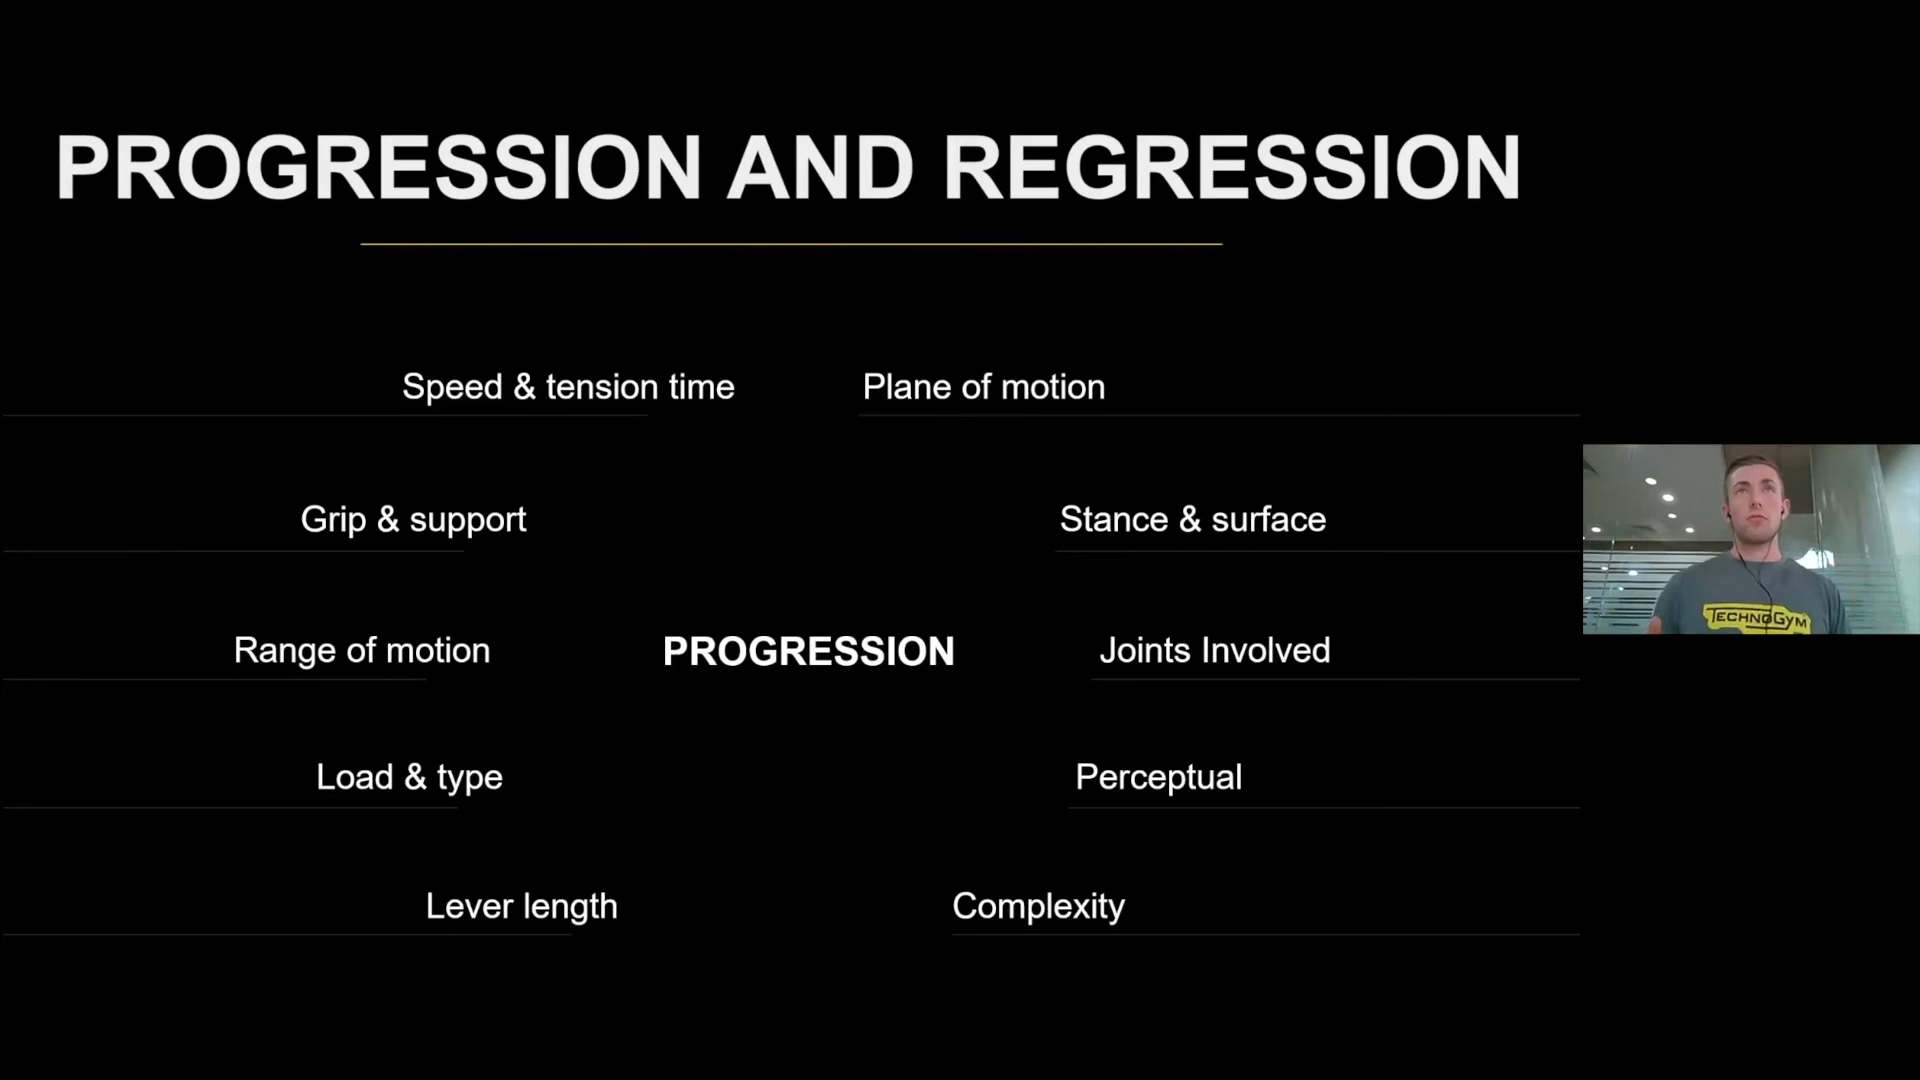 PROGRESSION AND REGRESSION
Speed & tension time
Plane of motion
Grip & support
Stance & surface
Range of motion
PROGRESSION
Joints Involved
Load & type
Perceptual
Lever length
Complexity
TECHNOGYM